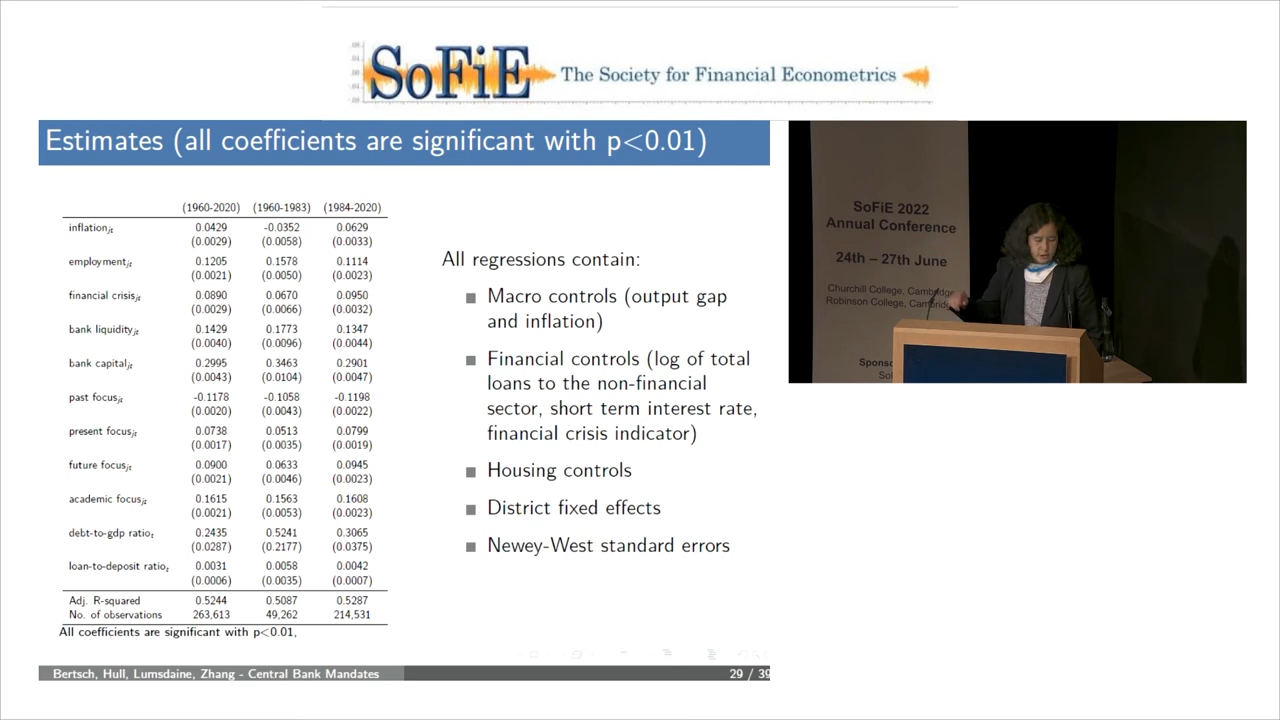 SoFiE The Society for Financial Econometrics
Estimates (all coefficients are significant with p<0.01)
(1960-2020) (1960-1983) (1984-2020)
inflationjt 0.0429 -0.0352 0.0629
(0.0029) (0.0058) (0.0033)
employmentjt 0.1205 0.1578 0.1114
(0.0021) (0.0050) (0.0023)
financial crisisjt 0.0890 0.0670 0.0950
(0.0029) (0.0066) (0.0032)
bank liquidityjt 0.1429 0.1773 0.1347
(0.0040) (0.0096) (0.0044)
bank capitaljt 0.2995 0.3463 0.2901
(0.0043) (0.0104) (0.0047)
past focusjt -0.1178 -0.1058 -0.1198
(0.0020) (0.0043) (0.0022)
present focusjt 0.0738 0.0513 0.0799
(0.0017) (0.0035) (0.0019)
future focusjt 0.0900 0.0633 0.0945
(0.0021) (0.0046) (0.0023)
academic focusjt 0.1615 0.1563 0.1608
(0.0021) (0.0053) (0.0023)
debt-to-gdp ratiot 0.2435 0.5241 0.3065
(0.0287) (0.2177) (0.0375)
loan-to-deposit ratiot 0.0031 0.0058 0.0042
(0.0006) (0.0035) (0.0007)
Adj. R-squared 0.5244 0.5087 0.5287
No. of observations 263,613 49,262 214,531
All coefficients are significant with p<0.01,
All regressions contain:
Macro controls (output gap
and inflation)
Financial controls (log of total
loans to the non-financial
sector, short term interest rate,
financial crisis indicator)
Housing controls
District fixed effects
Newey-West standard errors
Bertsch, Hull, Lumsdaine, Zhang - Central Bank Mandates 29 / 39
SoFiE 2022
Annual Conference
24th – 27th June
Churchill College, Cambridge
Robinson College, Cambridge
Spons